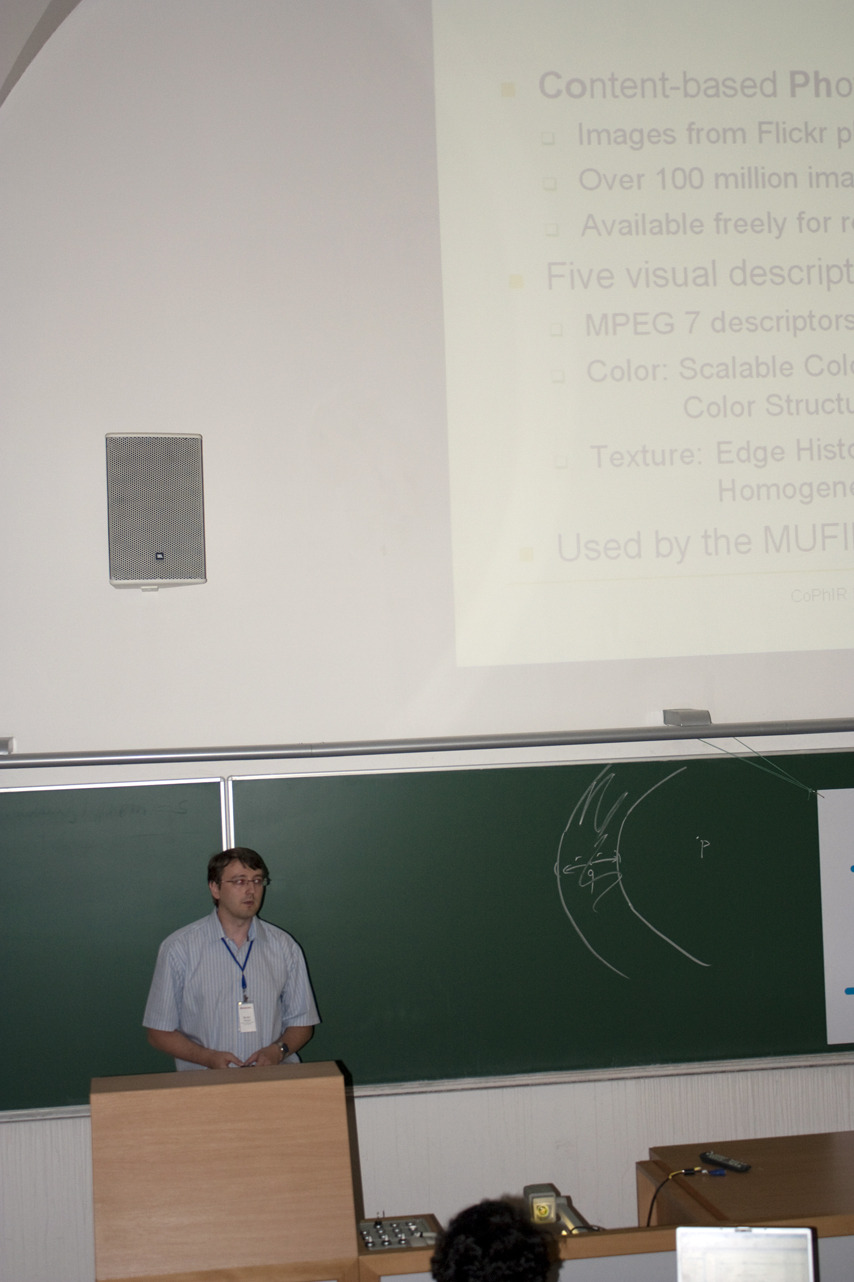 Content-based Pho
Images from Flickr p
Over 100 million ima
Available freely for r
Five visual descript
MPEG 7 descriptors
Color: Scalable Colo
Color Structu
Texture: Edge Histo
Homogene
Used by the MUFI
CoPhIR
JBL
p
q